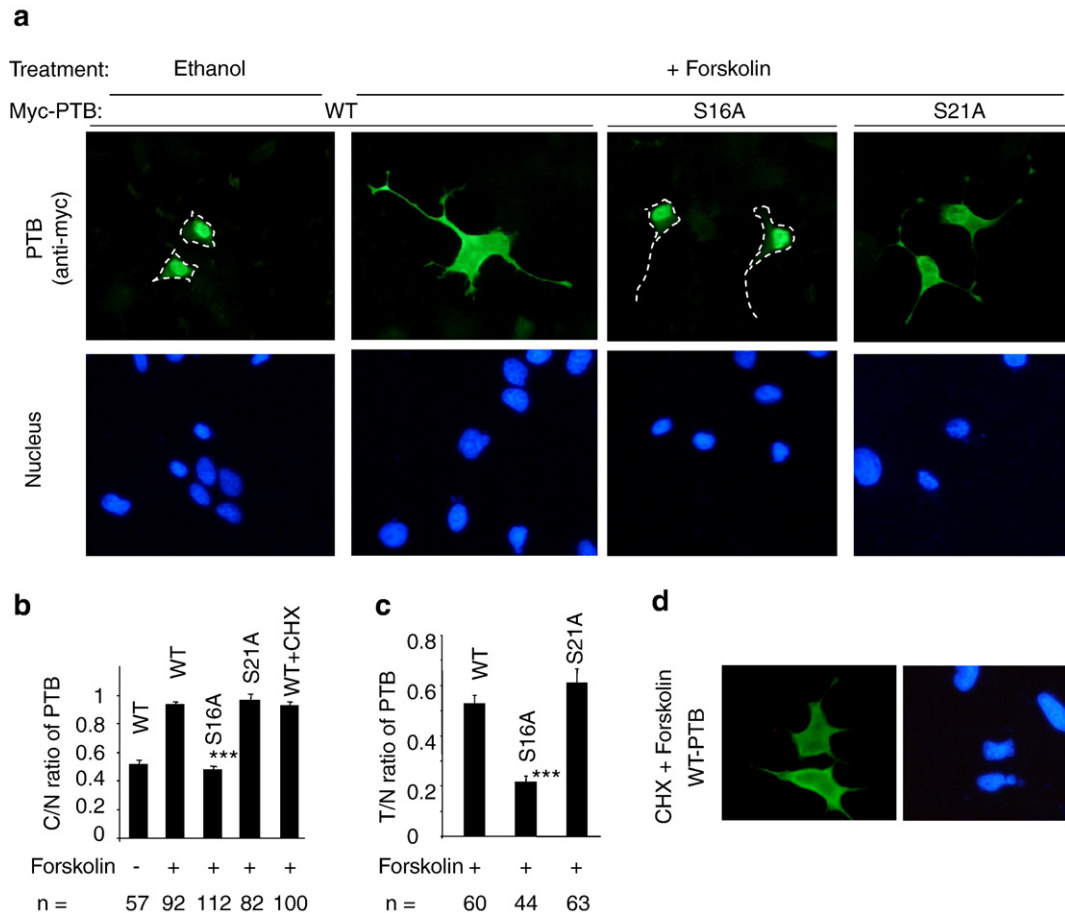 a
Treatment: Ethanol + Forskolin
Myc-PTB: WT S16A S21A
PTB
(anti-myc)
Nucleus
b
C/N ratio of PTB
1
0.8
0.6
0.4
0.2
0
WT
WT
S16A
***
S21A
WT+CHX
Forskolin - + + + +
n = 57 92 112 82 100
c
T/N ratio of PTB
0.8
0.6
0.4
0.2
0
WT
S16A
***
S21A
Forskolin + + +
n = 60 44 63
d
CHX + Forskolin
WT-PTB